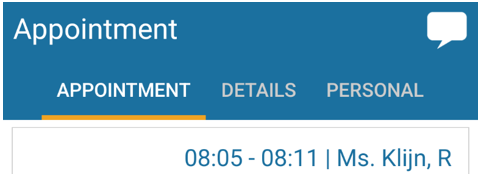 Appointment
APPOINTMENT DETAILS PERSONAL
08:05 - 08:11 | Ms. Klijn, R